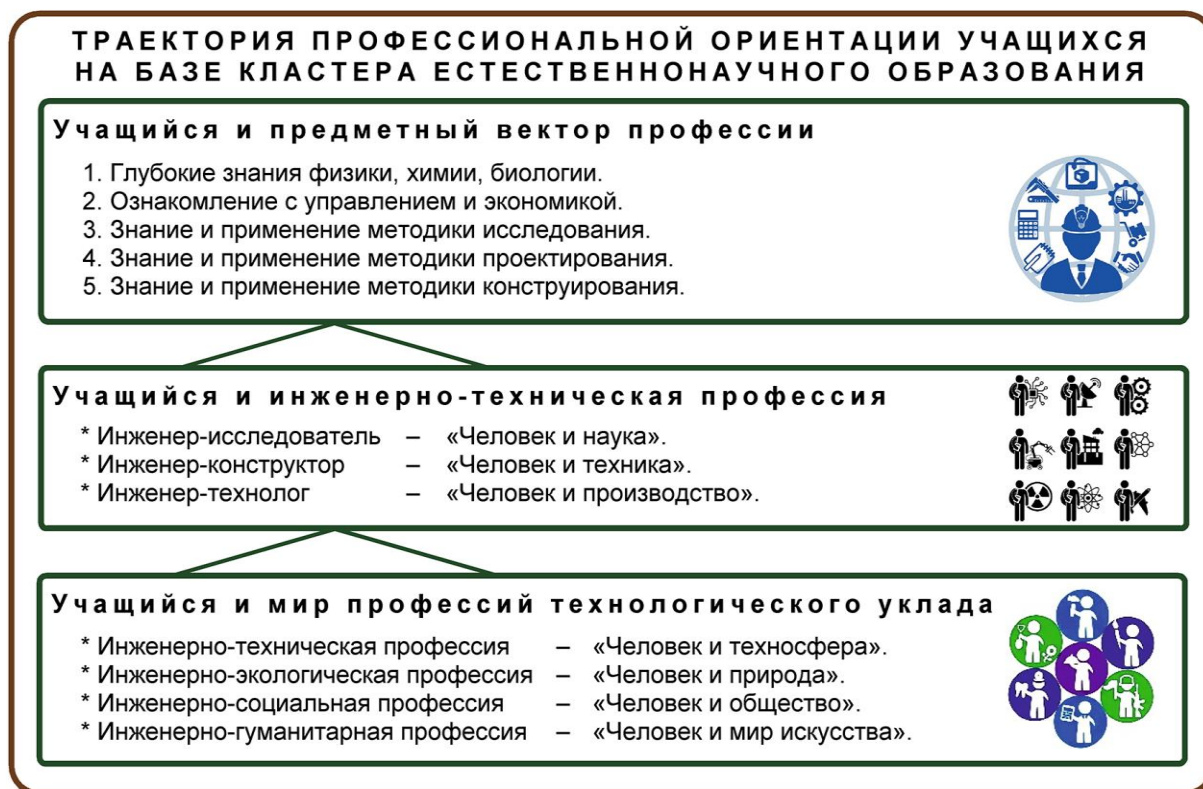 ТРАЕКТОРИЯ ПРОФЕССИОНАЛЬНОЙ ОРИЕНТАЦИИ УЧАЩИХСЯ
НА БАЗЕ КЛАСТЕРА ЕСТЕСТВЕННОНАУЧНОГО ОБРАЗОВАНИЯ
Учащийся и предметный вектор профессии
1. Глубокие знания физики, химии, биологии.
2. Ознакомление с управлением и экономикой.
3. Знание и применение методики исследования.
4. Знание и применение методики проектирования.
5. Знание и применение методики конструирования.
Учащийся и инженерно-техническая профессия
* Инженер-исследователь – «Человек и наука».
* Инженер-конструктор – «Человек и техника».
* Инженер-технолог – «Человек и производство».
Учащийся и мир профессий технологического уклада
* Инженерно-техническая профессия – «Человек и техносфера».
* Инженерно-экологическая профессия – «Человек и природа».
* Инженерно-социальная профессия – «Человек и общество».
* Инженерно-гуманитарная профессия – «Человек и мир искусства».